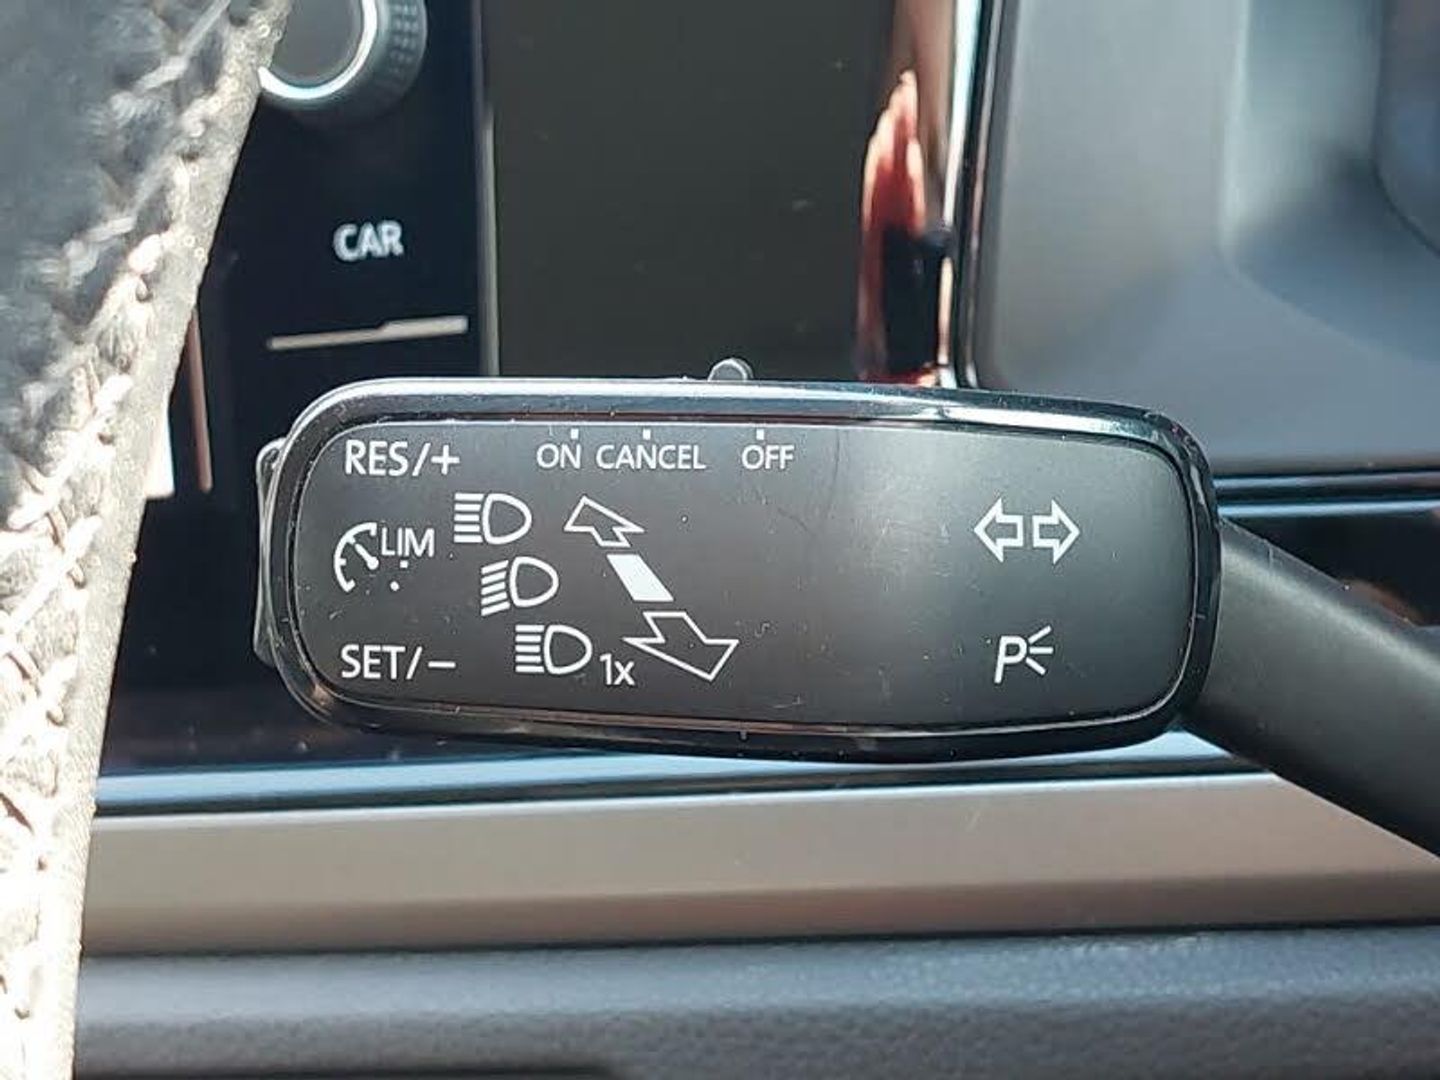 CAR
RES/+ ON CANCEL OFF
LIM
SET/− 1x
P